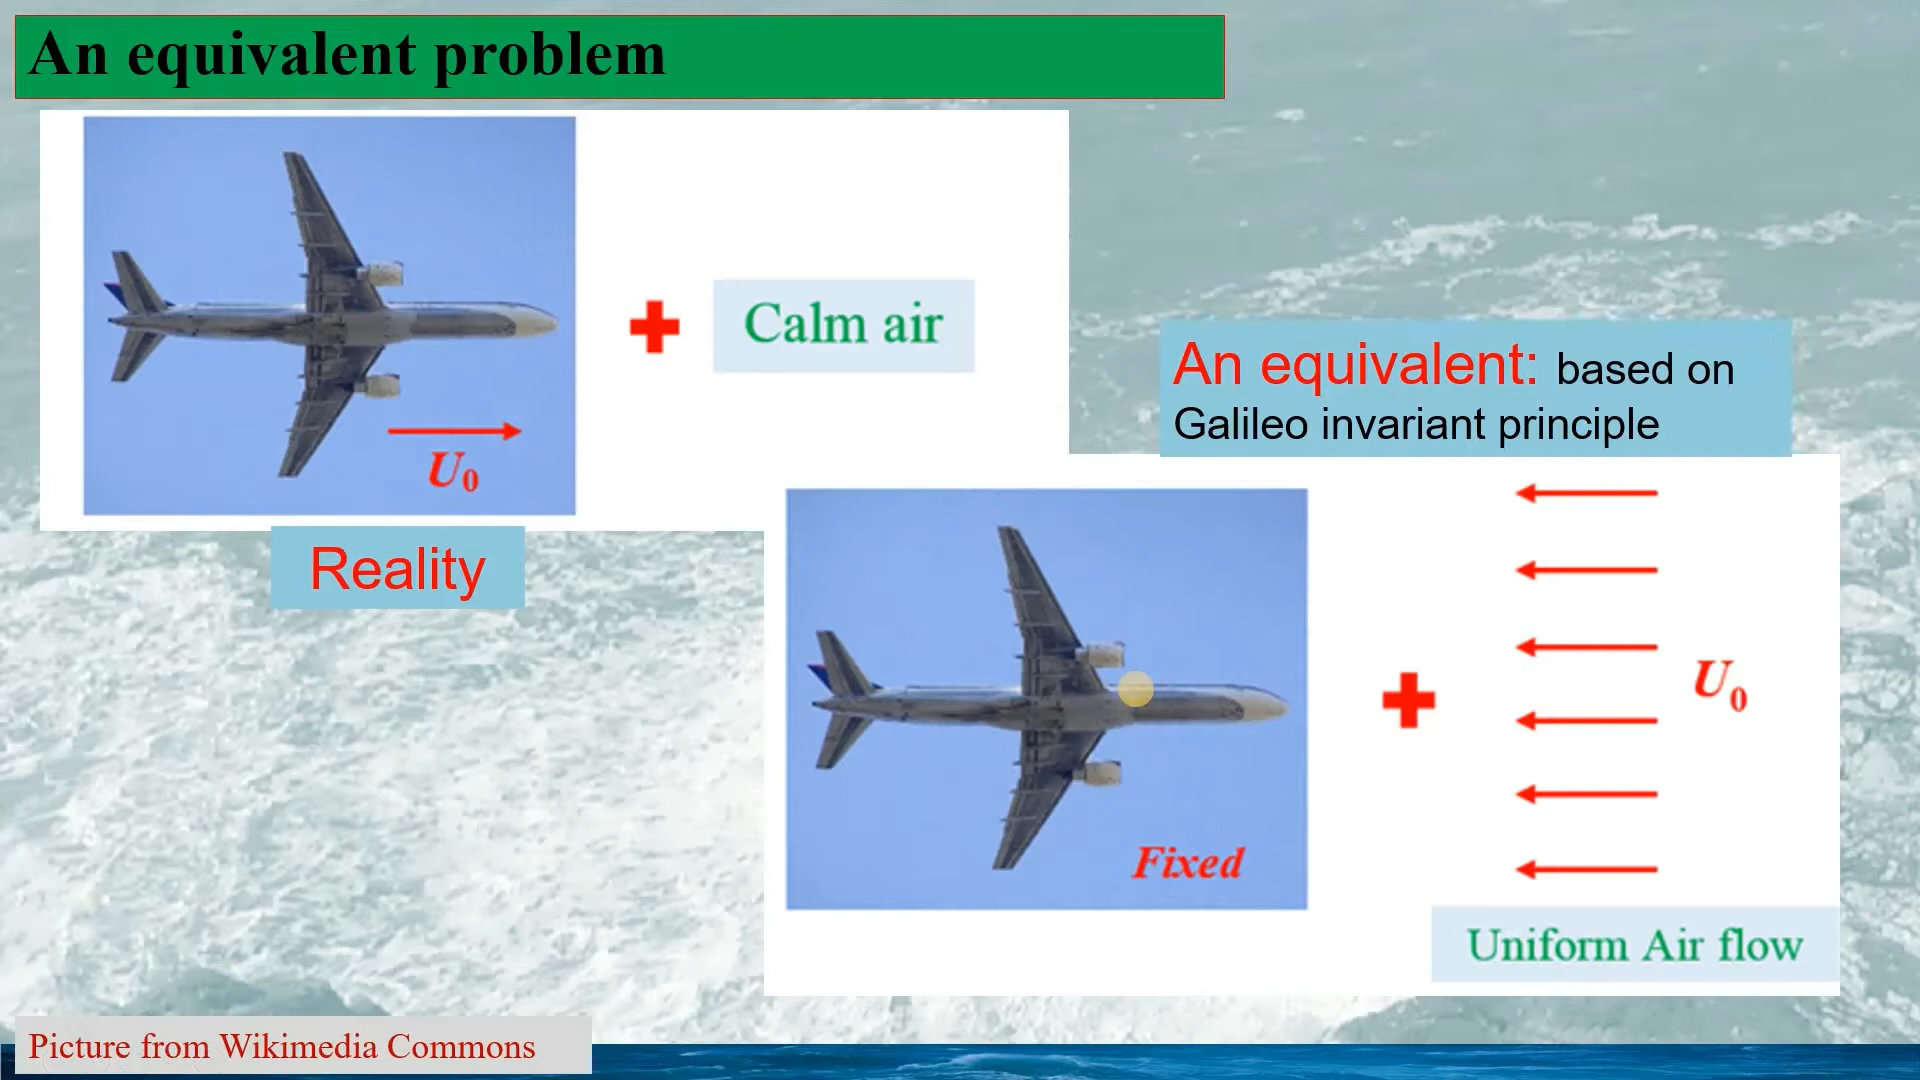 An equivalent problem
Calm air
U₀
Reality
An equivalent: based on
Galileo invariant principle
U₀
Fixed
Uniform Air flow
Picture from Wikimedia Commons